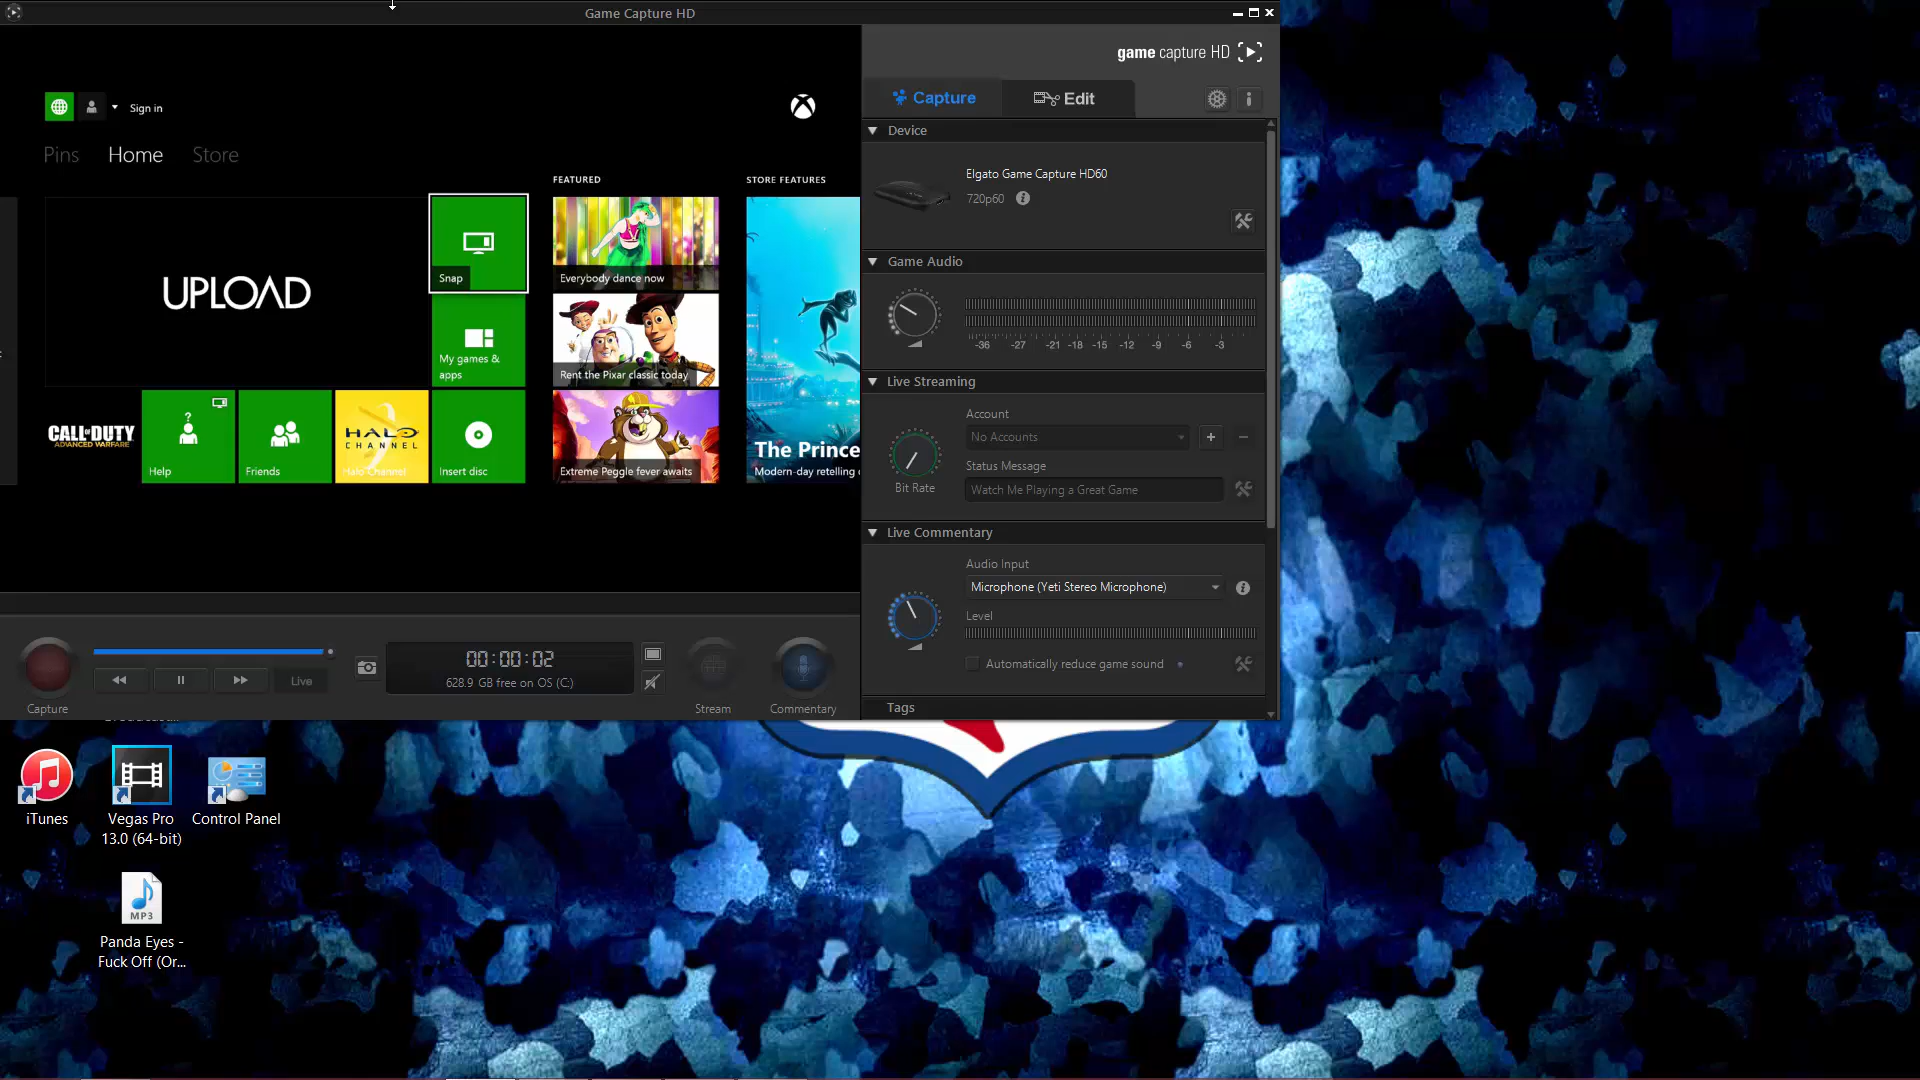 Game Capture HD
game capture HD
Capture
Edit
Sign in
Pins
Home
Store
FEATURED
STORE FEATURES
UPLOAD
Snap
My games &
apps
Everybody dance now
Rent the Pixar classic today
Extreme Peggle fever awaits
The Prince
Modern-day retelling
CALL OF DUTY
ADVANCED WARFARE
Help
Friends
HALO
CHANNEL
Halo Channel
Insert disc
Device
Elgato Game Capture HD60
720p60
Game Audio
-36 -27 -21 -18 -15 -12 -9 -6 -3
Live Streaming
Account
No Accounts
Status Message
Watch Me Playing a Great Game
Bit Rate
Live Commentary
Audio Input
Microphone (Yeti Stereo Microphone)
Level
Automatically reduce game sound
Tags
Live
00:00:02
628.9 GB free on OS (C:)
Capture
Stream
Commentary
iTunes
Vegas Pro
13.0 (64-bit)
Control Panel
MP3
Panda Eyes -
Fuck Off (Or...